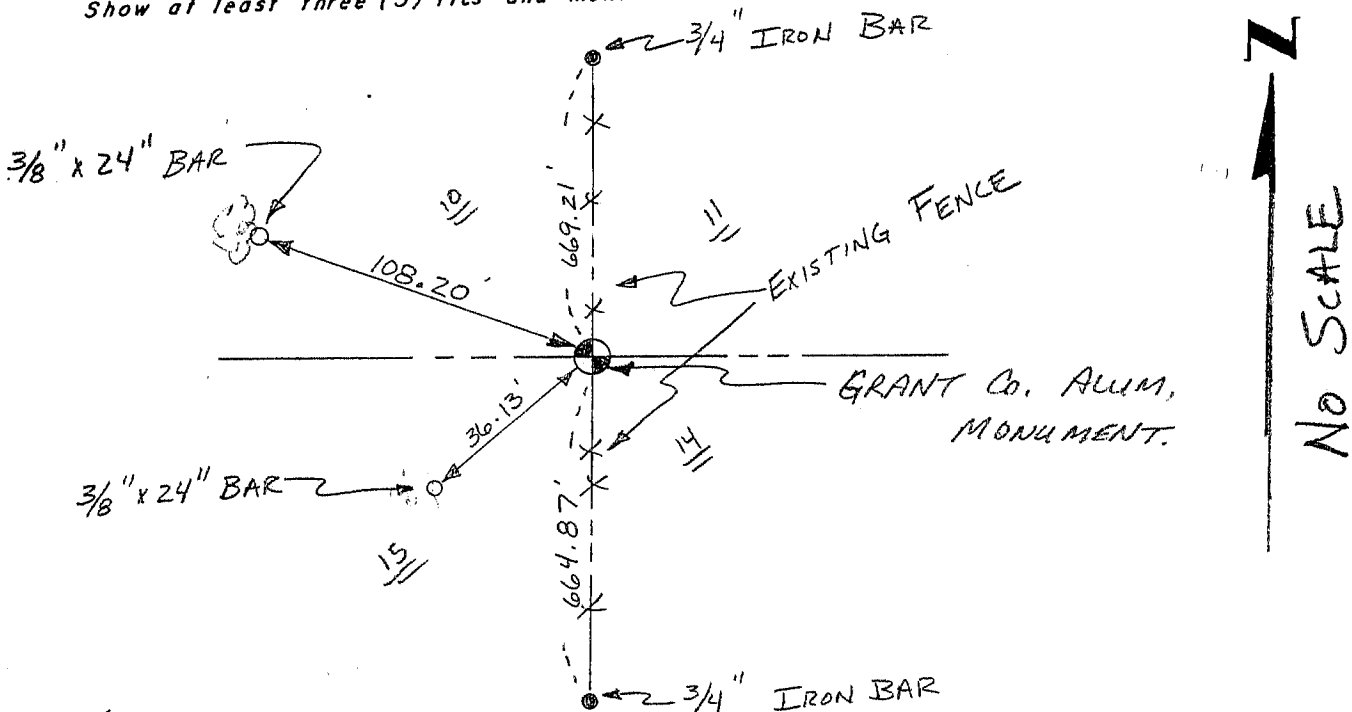 Show at least three (3) ties and
3/4" IRON BAR
N
3/8" x 24" BAR
10
11
669.21'
EXISTING FENCE
108.20'
NO SCALE
GRANT CO. ALUM,
MONUMENT.
36.13'
14
3/8" x 24" BAR
15
664.87'
3/4" IRON BAR